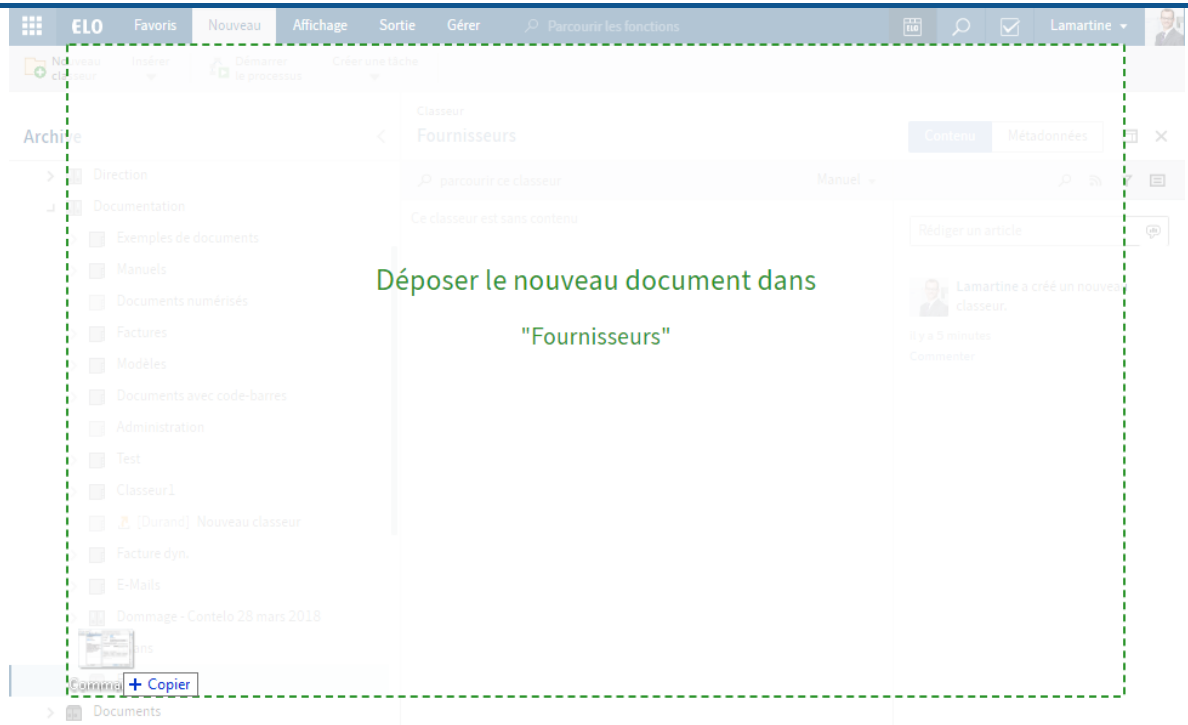 ELO Favoris Nouveau Affichage Sortie Gérer Parcourir les fonctions ELO Lamartine
Nouveau classeur Insérer Démarrer le processus Créer une tâche
Classeur
Archive Fournisseurs Contenu Métadonnées
Direction
parcourir ce classeur Manuel
Documentation
Ce classeur est sans contenu
Rédiger un article
Exemples de documents
Manuels
Déposer le nouveau document dans
"Fournisseurs"
Lamartine a créé un nouveau
classeur.
Il y a 5 minutes
Commenter
Documents numérisés
Factures
Modèles
Documents avec code-barres
Administration
Test
Classeur1
[Durand] Nouveau classeur
Facture dyn.
E-Mails
Dommage - Contelo 28 mars 2018
+ Copier
Documents